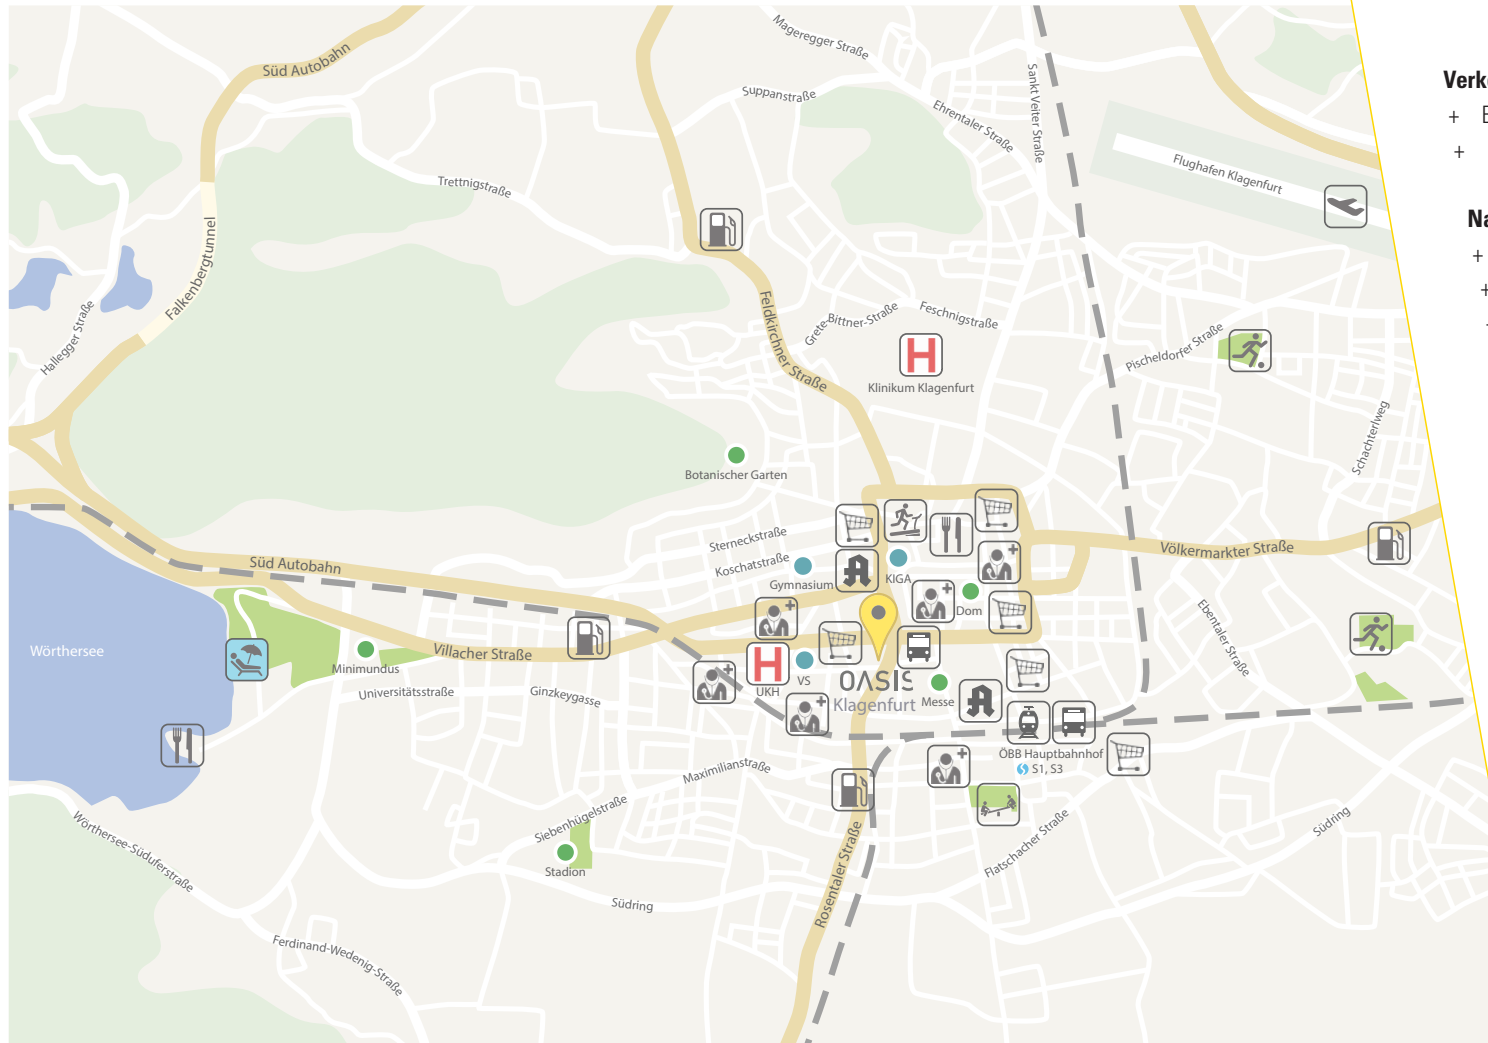 Mageregger Straße
Süd Autobahn
Sankt Veiter Straße
Suppanstraße
Ehrentaler Straße
Verk
+ E
+
Flughafen Klagenfurt
Trettnigstraße
Na
+
+
Falkenbergtunnel
Hallegger Straße
Feldkirchner Straße
Grete-Bittner-Straße
Feschnigstraße
Pischeldorfer Straße
H
Klinikum Klagenfurt
Schachterlweg
Botanischer Garten
Sterneckstraße
Koschatstraße
Gymnasium
KIGA
Völkermarkter Straße
Süd Autobahn
Dom
Ebentaler Straße
Wörthersee
Minimundus
Villacher Straße
H
UKH
VS
OASIS
Klagenfurt
Messe
Universitätsstraße
Ginzkeygasse
ÖBB Hauptbahnhof
S1, S3
Maximilianstraße
Siebenhügelstraße
Stadion
Wörthersee-Süduferstraße
Rosentaler Straße
Flatschacher Straße
Südring
Südring
Ferdinand-Wedenig-Straße